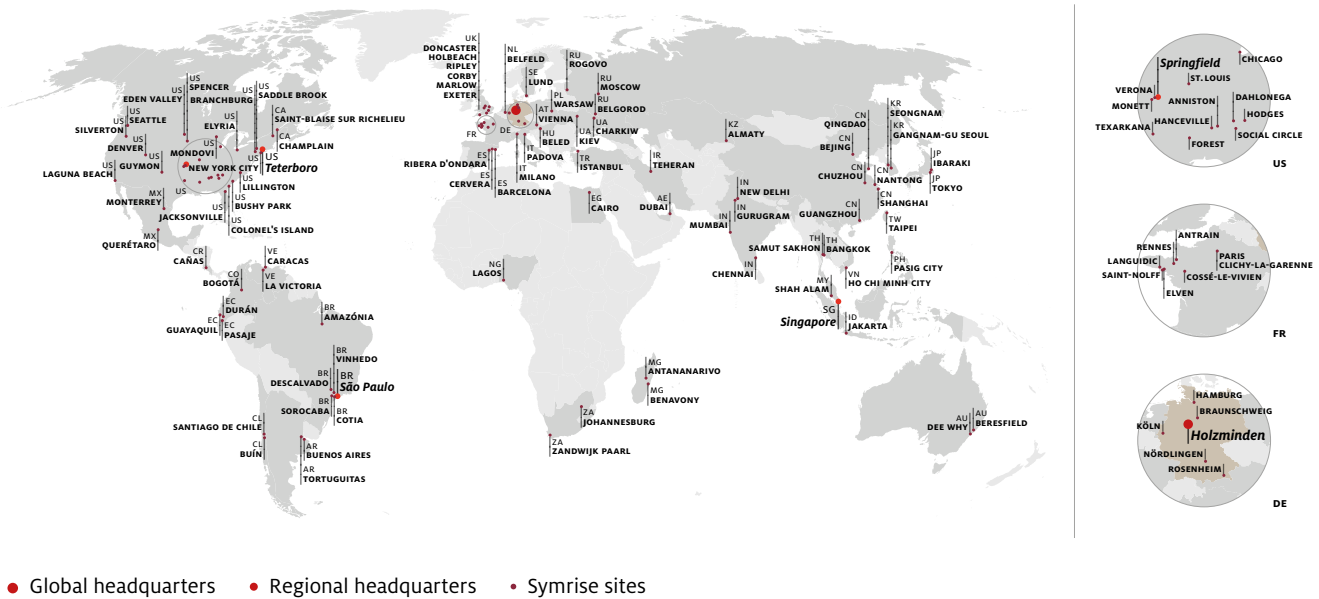 UK
DONCASTER
HOLBEACH
RIPLEY
CORBY
MARLOW
EXETER
NL
BELFELD
SE
LUND
RU
ROGOVO
RU
MOSCOW
PL
WARSAW
RU
BELGOROD
AT
VIENNA
UA
CHARKIW
UA
KIEV
HU
BELED
DE
FR
IT
PADOVA
IT
MILANO
TR
ISTANBUL
ES
RIBERA D'ONDARA
ES
CERVERA
ES
BARCELONA
US
SPENCER
US
EDEN VALLEY
US
BRANCHBURG
US
SADDLE BROOK
CA
SAINT-BLAISE SUR RICHELIEU
CA
CHAMPLAIN
US
SEATTLE
US
SILVERTON
US
ELYRIA
US
DENVER
US
MONDOVI
US
GUYMON
US
NEW YORK CITY
US
Teterboro
US
LAGUNA BEACH
US
LILLINGTON
US
BUSHY PARK
US
MX
MONTERREY
US
JACKSONVILLE
US
COLONEL'S ISLAND
MX
QUERÉTARO
CR
CAÑAS
VE
CARACAS
VE
LA VICTORIA
CO
BOGOTÁ
EC
DURÁN
EC
GUAYAQUIL
EC
PASAJE
BR
AMAZÓNIA
BR
VINHEDO
BR
DESCALVADO
BR
São Paulo
BR
SOROCABA
BR
COTIA
CL
SANTIAGO DE CHILE
CL
BUÍN
AR
BUENOS AIRES
AR
TORTUGUITAS
NG
LAGOS
EG
CAIRO
AE
DUBAI
IR
TEHERAN
KZ
ALMATY
IN
NEW DELHI
IN
GURUGRAM
IN
MUMBAI
IN
CHENNAI
MG
ANTANANARIVO
MG
BENAVONY
ZA
JOHANNESBURG
ZA
ZANDWIJK PAARL
KR
SEONGNAM
KR
GANGNAM-GU SEOUL
CN
QINGDAO
CN
BEJING
JP
IBARAKI
JP
TOKYO
CN
CHUZHOU
CN
NANTONG
CN
SHANGHAI
CN
GUANGZHOU
TW
TAIPEI
TH
SAMUT SAKHON
TH
BANGKOK
PH
PASIG CITY
VN
HO CHI MINH CITY
MY
SHAH ALAM
SG
Singapore
ID
JAKARTA
AU
DEE WHY
AU
BERESFIELD
CHICAGO
Springfield
ST.LOUIS
VERONA
MONETT
ANNISTON
DAHLONEGA
HODGES
TEXARKANA
HANCEVILLE
SOCIAL CIRCLE
FOREST
US
ANTRAIN
RENNES
PARIS
LANGUIDIC
CLICHY-LA-GARENNE
SAINT-NOLFF
COSSÉ-LE-VIVIEN
ELVEN
FR
HAMBURG
BRAUNSCHWEIG
KÖLN
Holzminden
NÖRDLINGEN
ROSENHEIM
DE
Global headquarters
Regional headquarters
Symrise sites